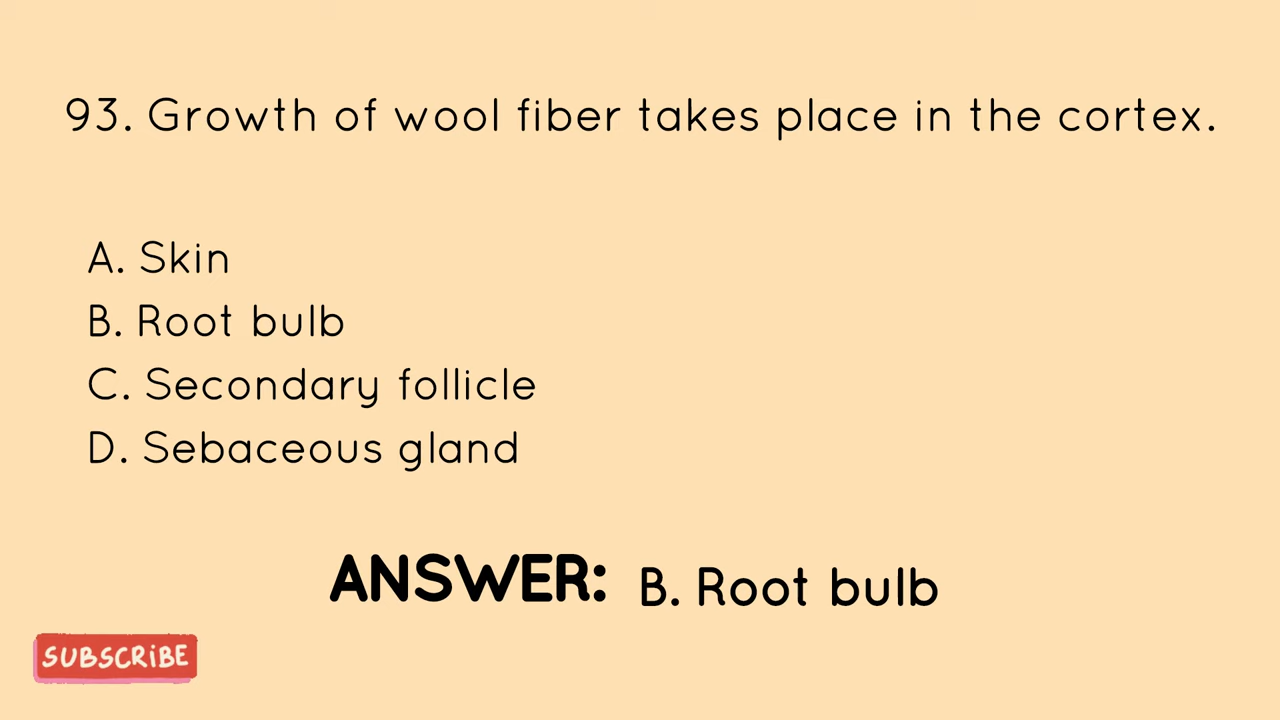 93. Growth of wool fiber takes place in the cortex.
A. Skin
B. Root bulb
C. Secondary follicle
D. Sebaceous gland
ANSWER: B. Root bulb
SUBSCRiBE